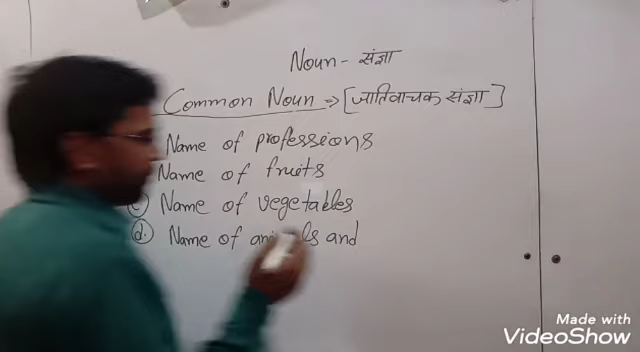 Noun - संज्ञा
Common Noun => [जातिवाचक संज्ञा]
Name of professions
Name of fruits
(c) Name of vegetables
(d. Name of and
Made with
VideoShow